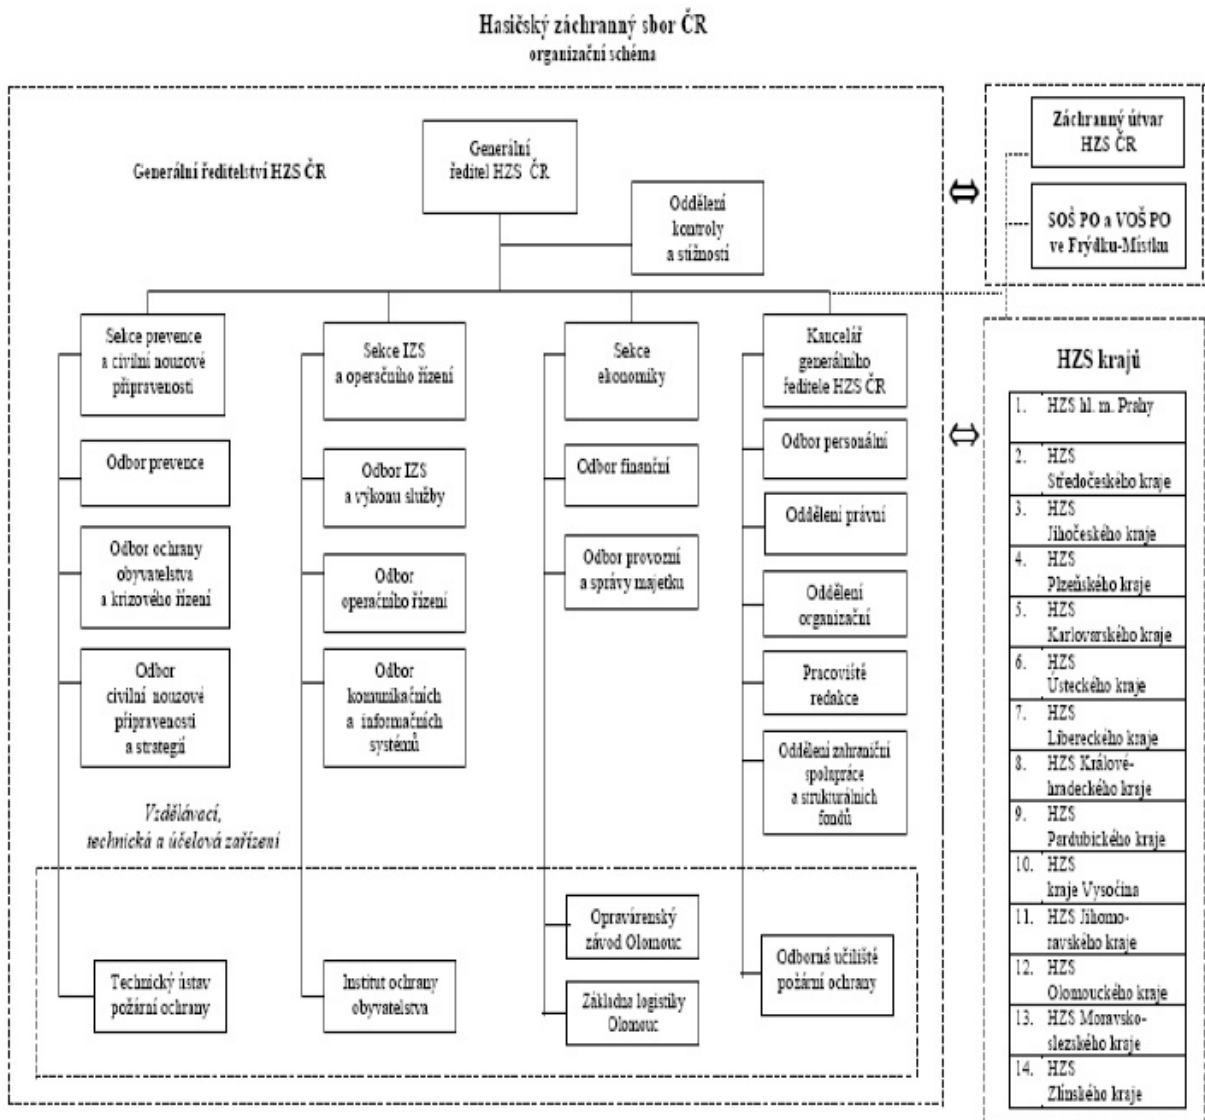 Hasičský záchranný sbor ČR
organizační schéma
Generální ředitelství HZS ČR
Generální
ředitel HZS ČR
Oddělení
kontroly
a stížností
Sekce prevence
a civilní nouzové
připravenosti
Odbor prevence
Odbor ochrany
obyvatelstva
a krizového řízení
Odbor
civilní nouzové
připravenosti
a strategií
Sekce IZS
a operačního řízení
Odbor IZS
a výkonu služby
Odbor
operačního řízení
Odbor
komunikačních
a informačních
systémů
Sekce
ekonomiky
Odbor finanční
Odbor provozní
a správy majetku
Kancelář
generálního
ředitele HZS ČR
Odbor personální
Oddělení právní
Oddělení
organizační
Pracoviště
redakce
Oddělení zahraniční
spolupráce
a strukturálních
fondů
Vzdělávací,
technická a účelová zařízení
Technický ústav
požární ochrany
Institut ochrany
obyvatelstva
Opravárenský
závod Olomouc
Základna logistiky
Olomouc
Odborná učiliště
požární ochrany
Záchranný útvar
HZS ČR
SOŠ PO a VOŠ PO
ve Frýdku-Místku
HZS krajů
1. HZS hl. m. Prahy
2. HZS
Středočeského kraje
3. HZS
Jihočeského kraje
4. HZS
Plzeňského kraje
5. HZS
Karlovarského kraje
6. HZS
Ústeckého kraje
7. HZS
Libereckého kraje
8. HZS Králové-
hradeckého kraje
9. HZS
Pardubického kraje
10. HZS
kraje Vysočina
11. HZS Jihomo-
ravského kraje
12. HZS
Olomouckého kraje
13. HZS Moravsko-
slezského kraje
14. HZS
Zlínského kraje